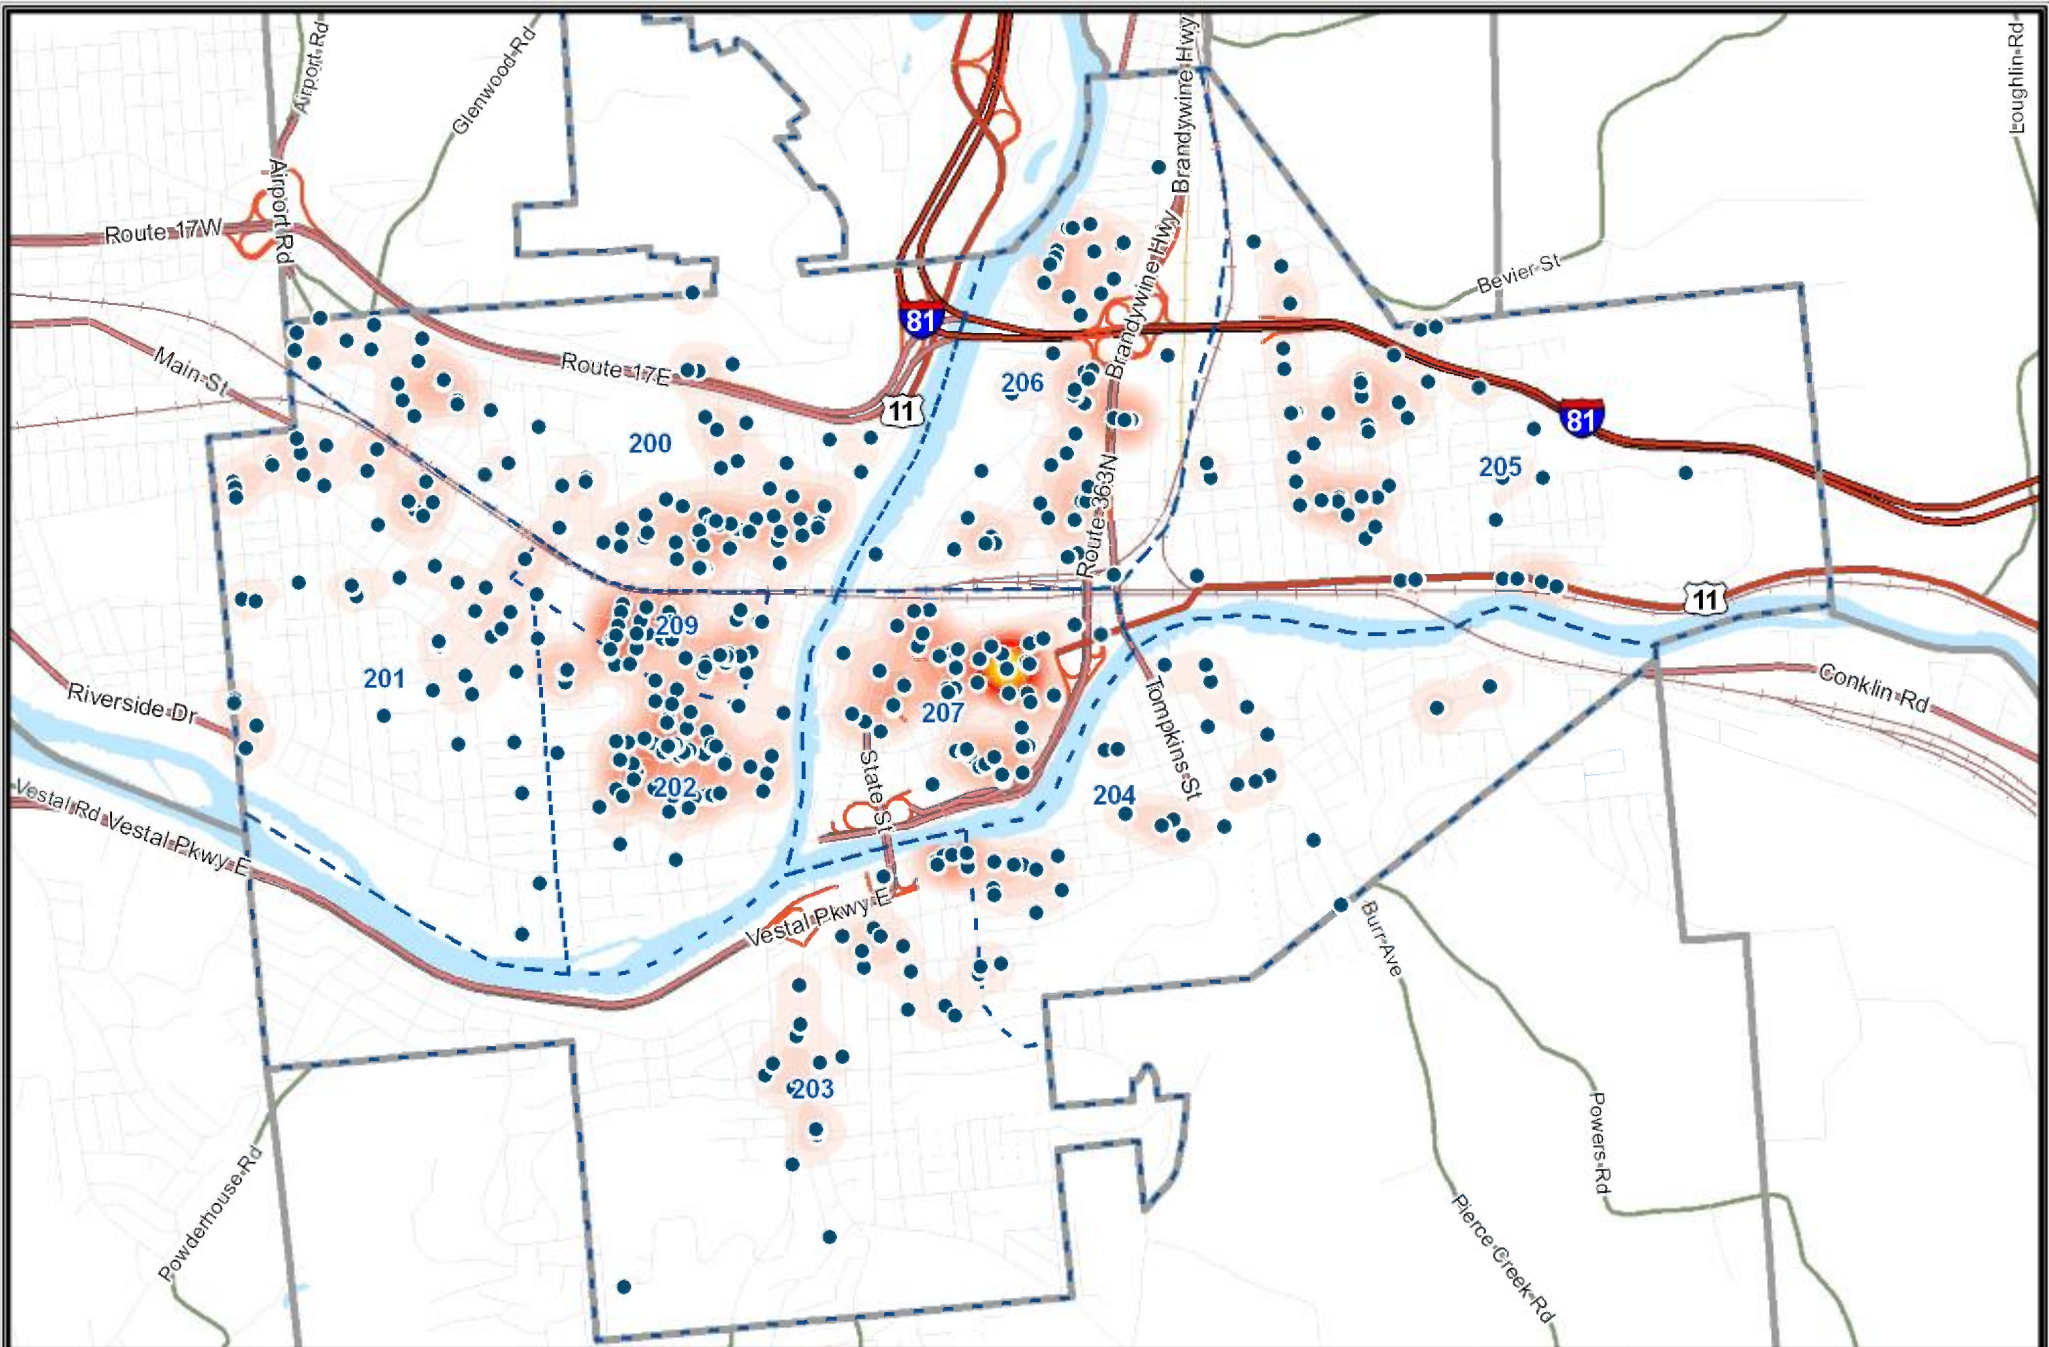 Airport Rd
Glenwood Rd
Brandywine Hwy
Loughlin Rd
Airport Rd
Route 17W
Brandywine Hwy
Bevier St
81
Main St
Route 17E
11
206
81
200
205
Route 363N
209
11
201
Riverside Dr
207
Conklin Rd
Tompkins St
State St
202
204
Vestal Rd
Vestal Pkwy E
Vestal Pkwy E
Burr Ave
203
Powers Rd
Powderhouse Rd
Pierce Creek Rd